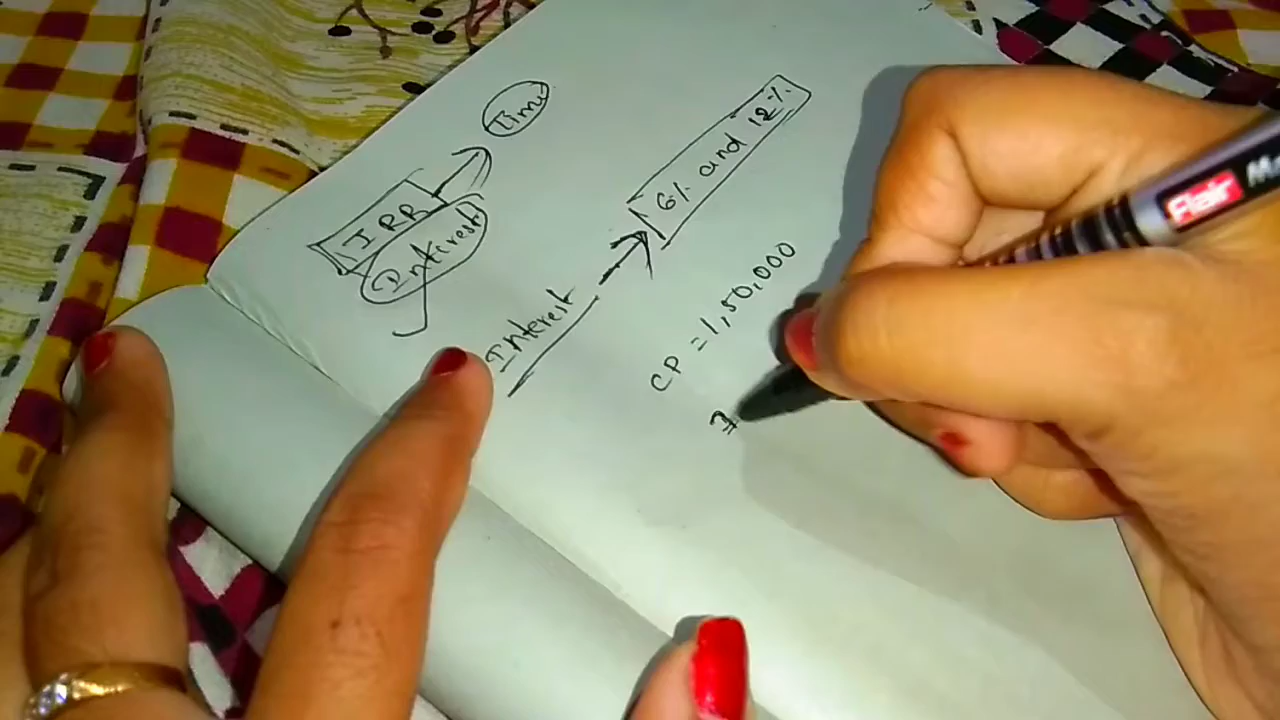 Time
IRR
Interest
Interest → 6% and 12%
CP = 1,50,000
Flair